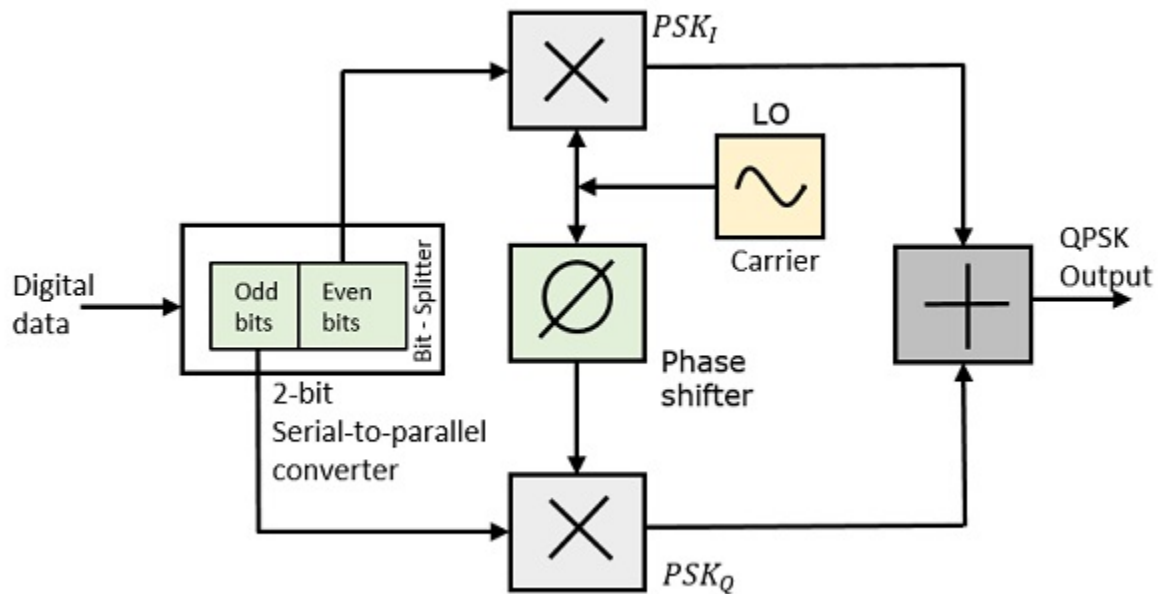 PSK_I
LO
Carrier
Digital
data
Odd
bits
Even
bits
Bit - Splitter
2-bit
Serial-to-parallel
converter
Phase
shifter
QPSK
Output
PSK_Q